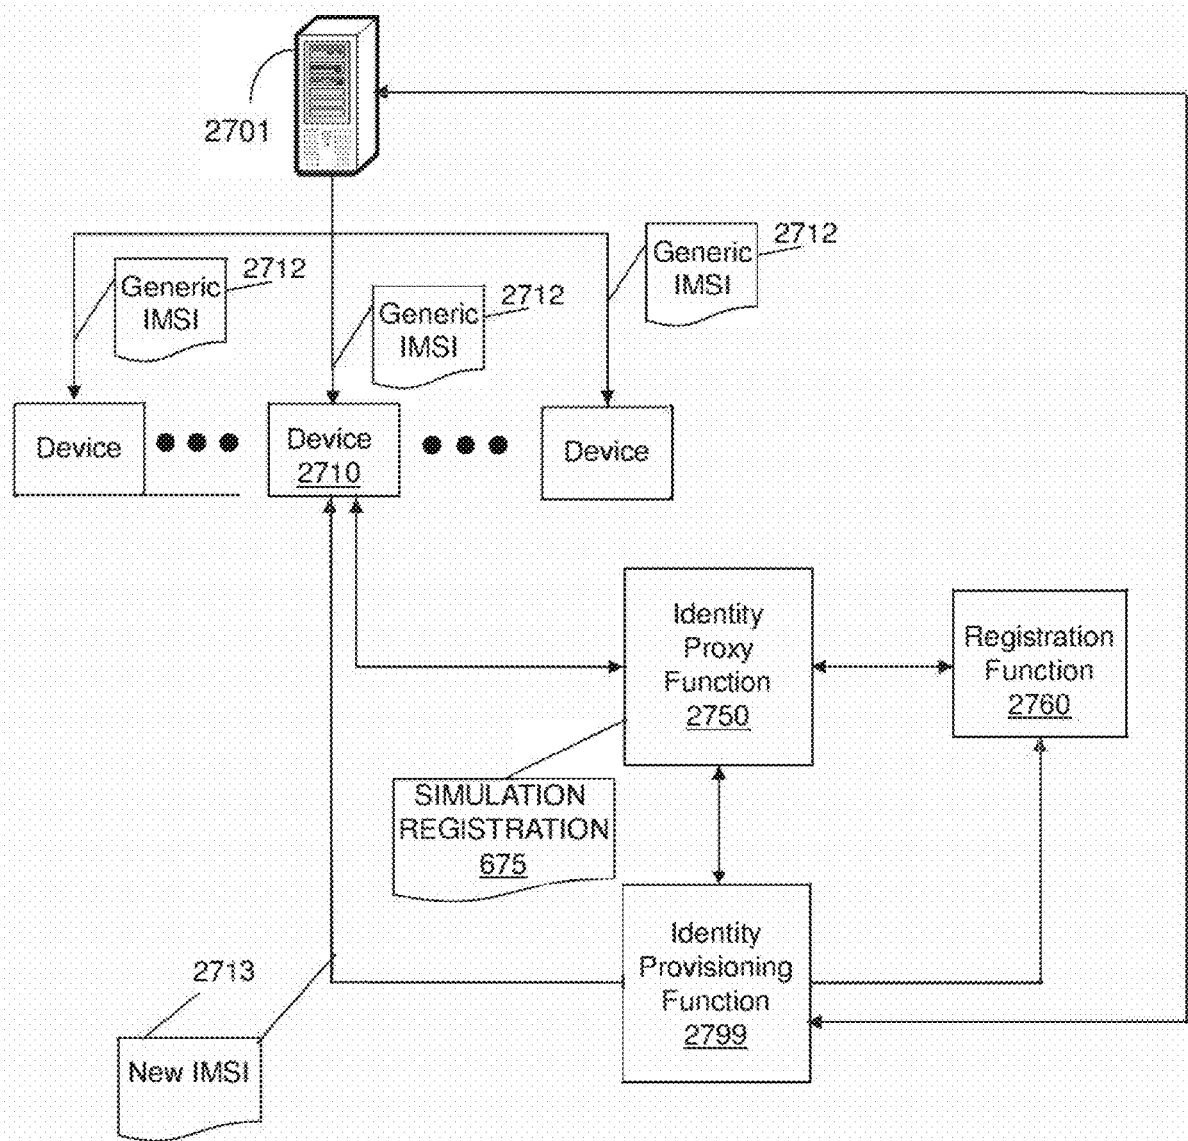 2701
Generic
IMSI
2712
Generic
IMSI
2712
Generic
IMSI
2712
Device
Device
2710
Device
Identity
Proxy
Function
2750
Registration
Function
2760
SIMULATION
REGISTRATION
675
Identity
Provisioning
Function
2799
2713
New IMSI